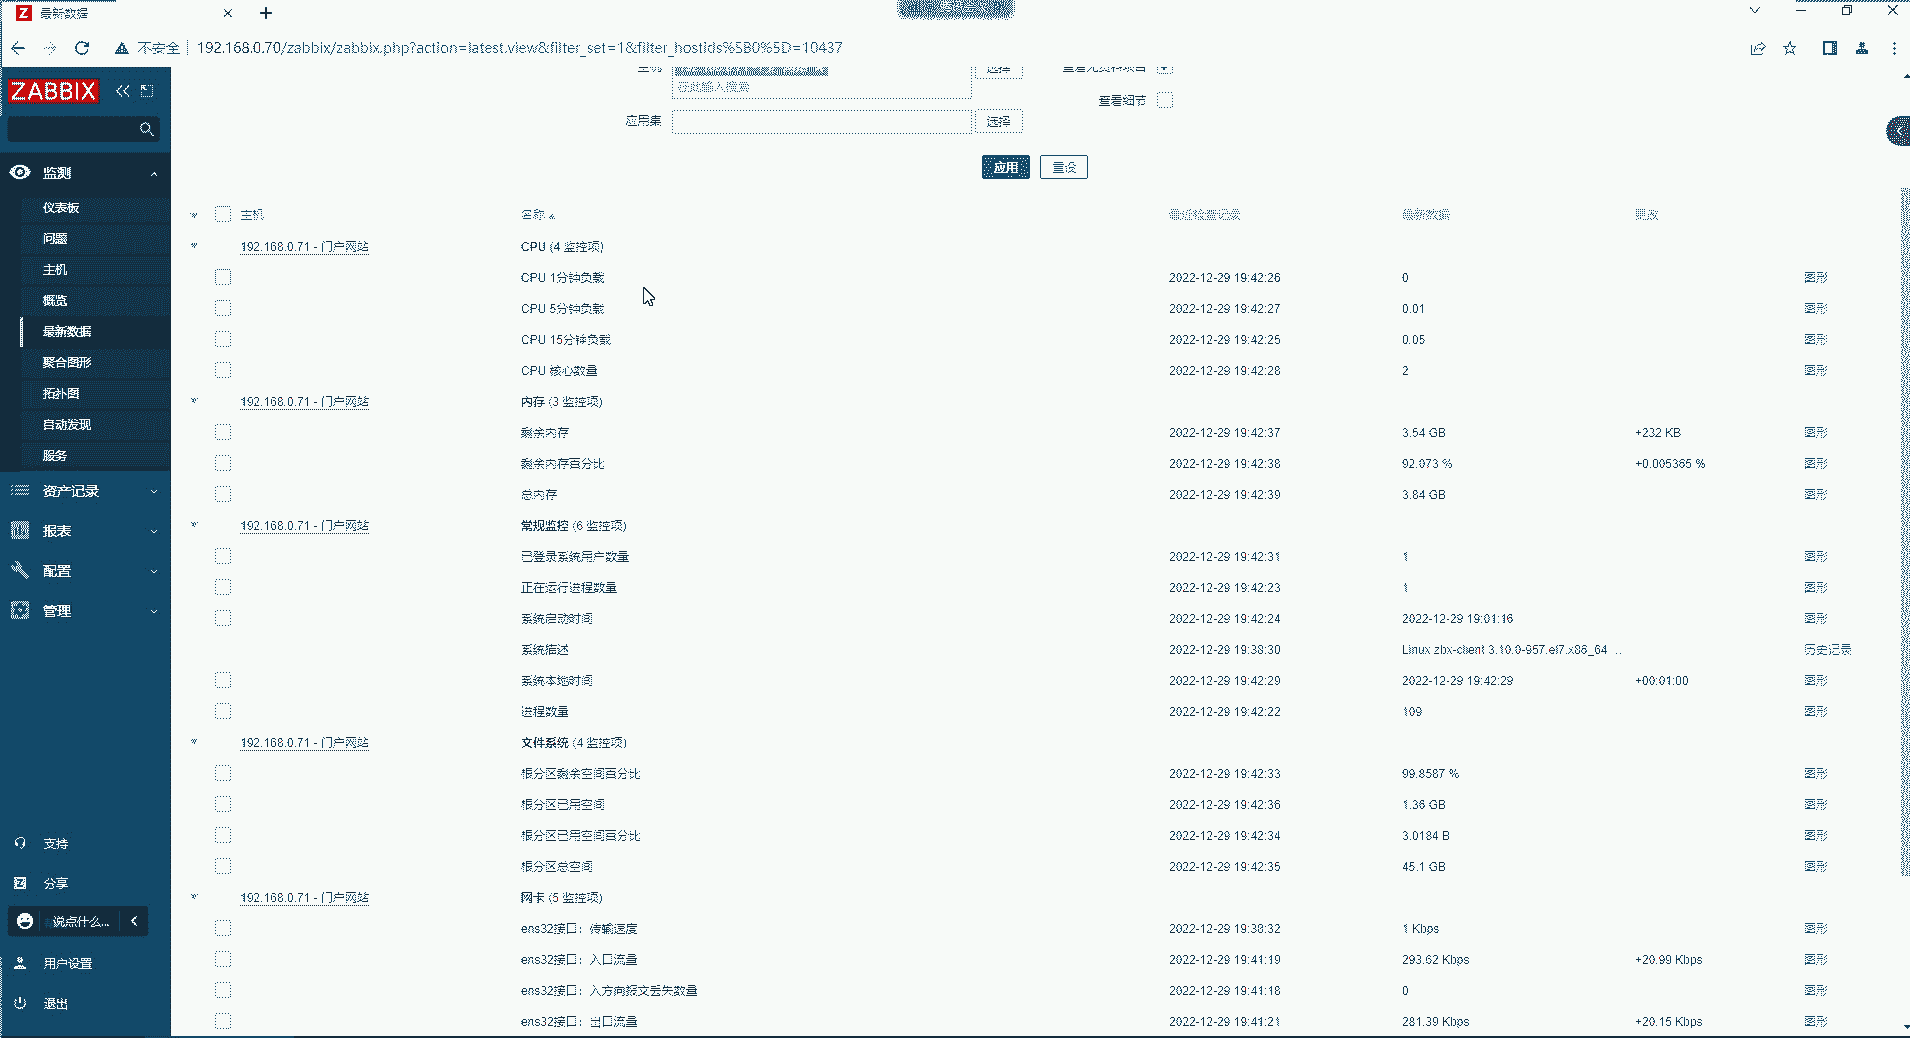 最新数据
不安全 192.168.0.70/zabbix/zabbix.php?action=latest.view&filter_set=1&filter_hostids%5B0%5D=10437
ZABBIX
监测
仪表板
问题
主机
概览
最新数据
聚合图形
拓扑图
自动发现
服务
资产记录
报表
配置
管理
支持
分享
说点什么...
用户设置
退出
主机 选择 查看无资料项目
在此输入搜索
查看细节
应用集 选择
应用 重设
主机 名称 最近检查记录 最新数据 更改
192.168.0.71 - 门户网站 CPU (4 监控项)
CPU 1分钟负载 2022-12-29 19:42:26 0 图形
CPU 5分钟负载 2022-12-29 19:42:27 0.01 图形
CPU 15分钟负载 2022-12-29 19:42:25 0.05 图形
CPU 核心数量 2022-12-29 19:42:28 2 图形
192.168.0.71 - 门户网站 内存 (3 监控项)
剩余内存 2022-12-29 19:42:37 3.54 GB +232 KB 图形
剩余内存百分比 2022-12-29 19:42:38 92.073 % +0.005365 % 图形
总内存 2022-12-29 19:42:39 3.84 GB 图形
192.168.0.71 - 门户网站 常规监控 (6 监控项)
已登录系统用户数量 2022-12-29 19:42:31 1 图形
正在运行进程数量 2022-12-29 19:42:23 1 图形
系统启动时间 2022-12-29 19:42:24 2022-12-29 19:01:16 图形
系统描述 2022-12-29 19:38:30 Linux zbx-client 3.10.0-957.el7.x86_64 ... 历史记录
系统本地时间 2022-12-29 19:42:29 2022-12-29 19:42:29 +00:01:00 图形
进程数量 2022-12-29 19:42:22 109 图形
192.168.0.71 - 门户网站 文件系统 (4 监控项)
根分区剩余空间百分比 2022-12-29 19:42:33 99.8587 % 图形
根分区已用空间 2022-12-29 19:42:36 1.36 GB 图形
根分区已用空间百分比 2022-12-29 19:42:34 3.0184 B 图形
根分区总空间 2022-12-29 19:42:35 45.1 GB 图形
192.168.0.71 - 门户网站 网卡 (5 监控项)
ens32接口：传输速度 2022-12-29 19:38:32 1 Kbps 图形
ens32接口：入口流量 2022-12-29 19:41:19 293.62 Kbps +20.99 Kbps 图形
ens32接口：入方向报文丢失数量 2022-12-29 19:41:18 0 图形
ens32接口：出口流量 2022-12-29 19:41:21 281.39 Kbps +20.15 Kbps 图形